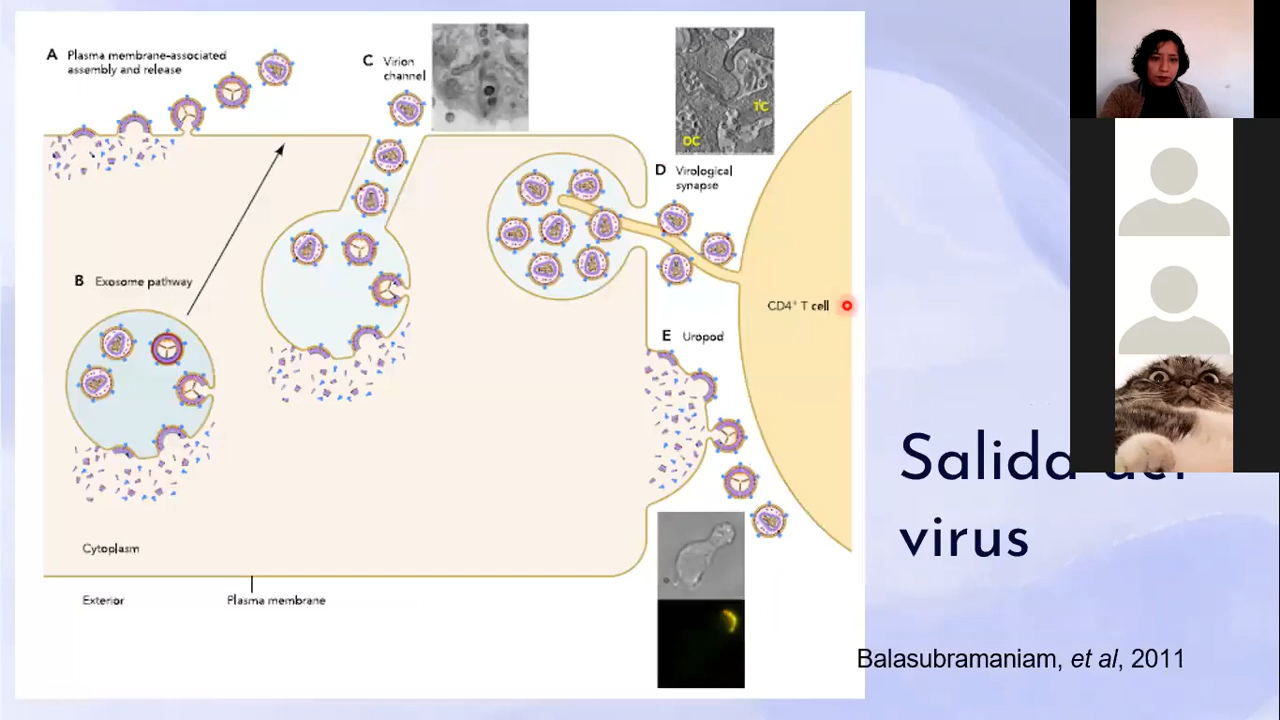 A Plasma membrane-associated
assembly and release
C Virion
channel
TC
OC
D Virological
synapse
B Exosome pathway
CD4⁺ T cell
E Uropod
Salida
virus
Cytoplasm
Exterior
Plasma membrane
Balasubramaniam, et al, 2011